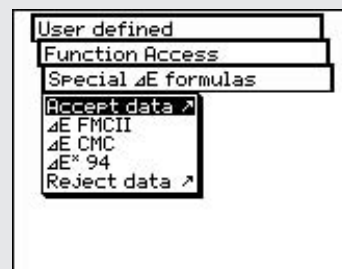 User defined
Function Access
Special ⊿E formulas
Accept data ↗
⊿E FMCII
⊿E CMC
⊿E* 94
Reject data ↗